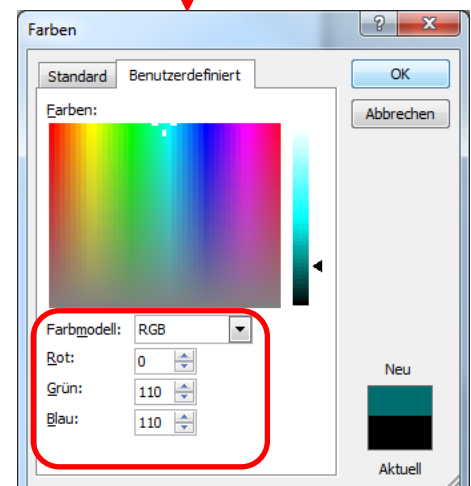 Farben
Standard Benutzerdefiniert
OK
Abbrechen
Farben:
Farbmodell: RGB
Rot: 0
Grün: 110
Blau: 110
Neu
Aktuell